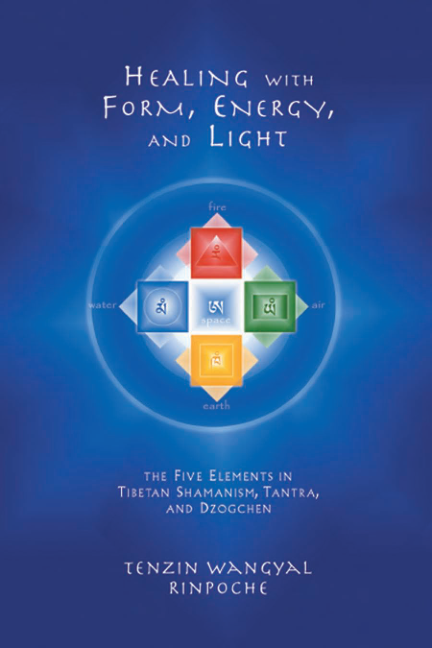 HEALING WITH
FORM, ENERGY,
AND LIGHT
fire
water
ཨ
air
space
earth
THE FIVE ELEMENTS IN
TIBETAN SHAMANISM, TANTRA,
AND DZOGCHEN
TENZIN WANGYAL
RINPOCHE